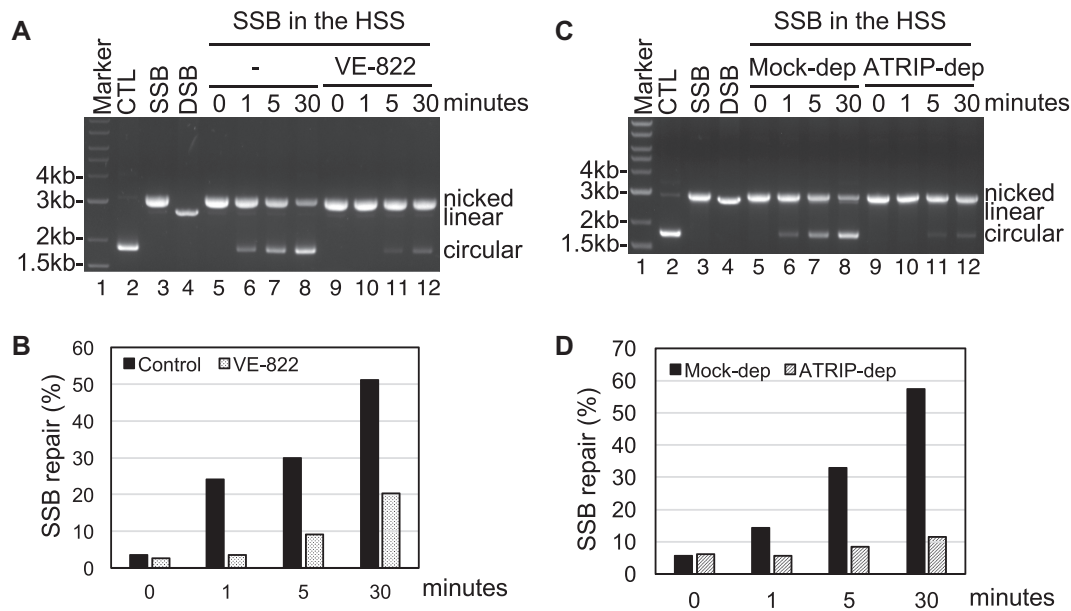 A
SSB in the HSS
- VE-822
Marker CTL SSB DSB 0 1 5 30 0 1 5 30 minutes
4kb-
3kb-
2kb-
1.5kb-
nicked
linear
circular
1 2 3 4 5 6 7 8 9 10 11 12
C
SSB in the HSS
Mock-dep ATRIP-dep
Marker CTL SSB DSB 0 1 5 30 0 1 5 30 minutes
4kb-
3kb-
2kb-
1.5kb-
nicked
linear
circular
1 2 3 4 5 6 7 8 9 10 11 12
B
Control VE-822
SSB repair (%)
60
50
40
30
20
10
0
0 1 5 30 minutes
D
Mock-dep ATRIP-dep
SSB repair (%)
70
60
50
40
30
20
10
0
0 1 5 30 minutes